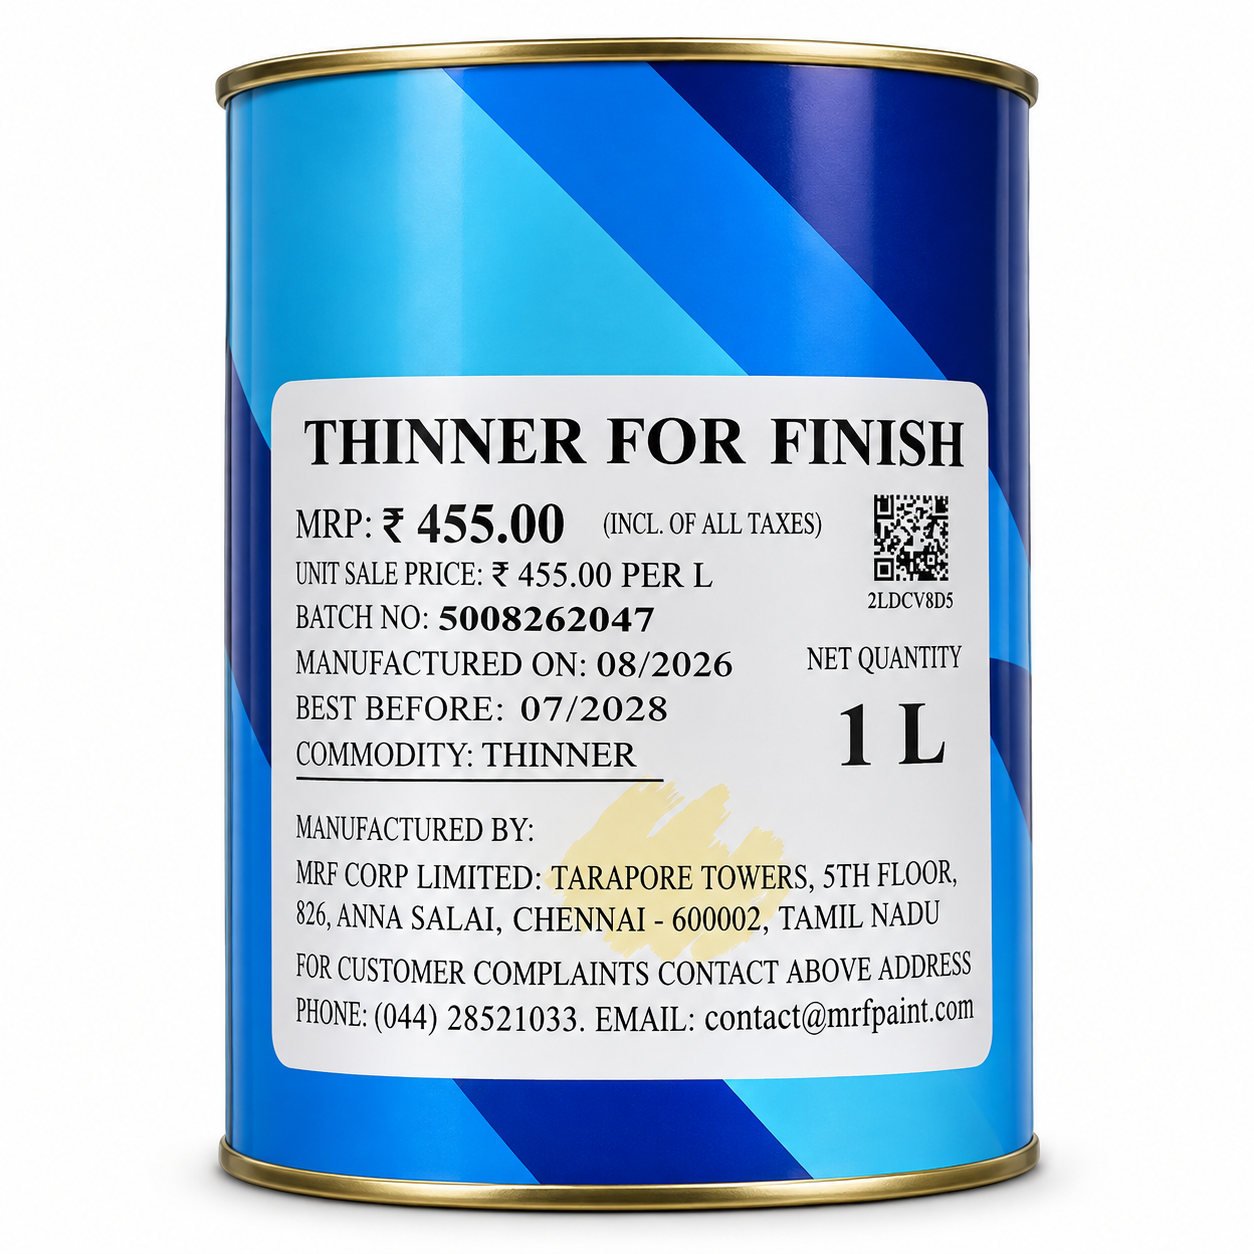 THINNER FOR FINISH
MRP: ₹ 455.00 (INCL. OF ALL TAXES)
UNIT SALE PRICE: ₹ 455.00 PER L
BATCH NO: 5008262047
MANUFACTURED ON: 08/2026
BEST BEFORE: 07/2028
COMMODITY: THINNER
2LDCV8D5
NET QUANTITY
1 L
MANUFACTURED BY:
MRF CORP LIMITED: TARAPORE TOWERS, 5TH FLOOR,
826, ANNA SALAI, CHENNAI - 600002, TAMIL NADU
FOR CUSTOMER COMPLAINTS CONTACT ABOVE ADDRESS
PHONE: (044) 28521033. EMAIL: contact@mrfpaint.com